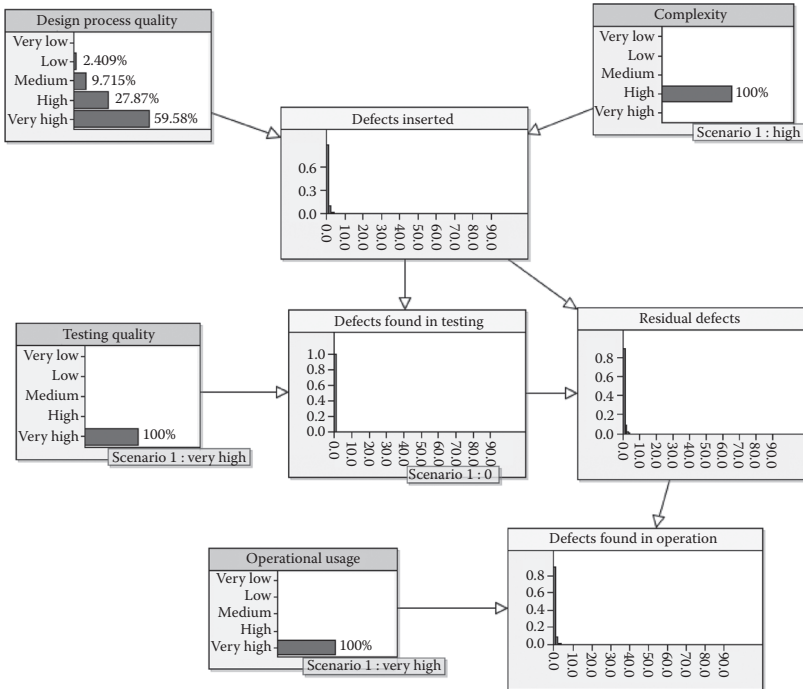 Design process quality
Very low
Low 2.409%
Medium 9.715%
High 27.87%
Very high 59.58%
Complexity
Very low
Low
Medium
High 100%
Very high
Scenario 1 : high
Defects inserted
0.6
0.3
0.0
0.0 10.0 20.0 30.0 40.0 50.0 60.0 70.0 80.0 90.0
Testing quality
Very low
Low
Medium
High
Very high 100%
Scenario 1 : very high
Defects found in testing
1.0
0.8
0.6
0.4
0.2
0.0
0.0 10.0 20.0 30.0 40.0 50.0 60.0 70.0 80.0 90.0
Scenario 1 : 0
Residual defects
0.8
0.6
0.4
0.2
0.0
0.0 10.0 20.0 30.0 40.0 50.0 60.0 70.0 80.0 90.0
Operational usage
Very low
Low
Medium
High
Very high 100%
Scenario 1 : very high
Defects found in operation
0.8
0.6
0.4
0.2
0.0
0.0 10.0 20.0 30.0 40.0 50.0 60.0 70.0 80.0 90.0